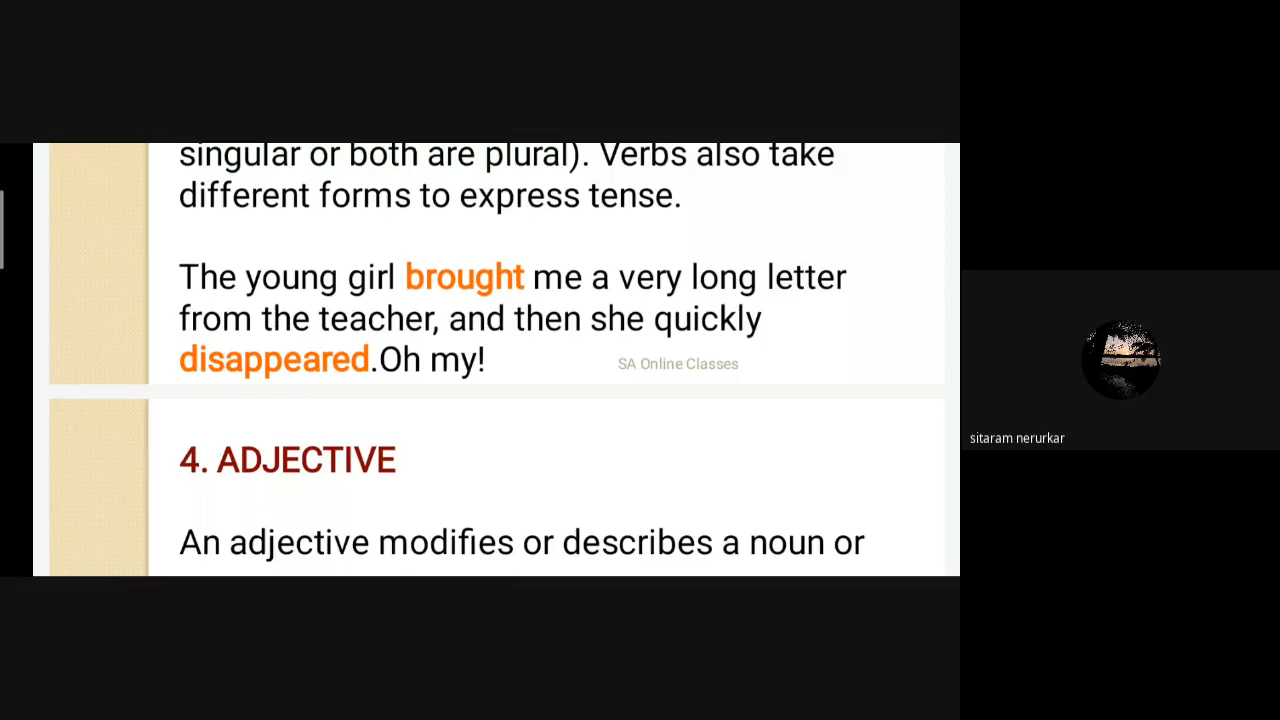 singular or both are plural). Verbs also take
different forms to express tense.
The young girl brought me a very long letter
from the teacher, and then she quickly
disappeared.Oh my!
SA Online Classes
4. ADJECTIVE
An adjective modifies or describes a noun or
sitaram nerurkar